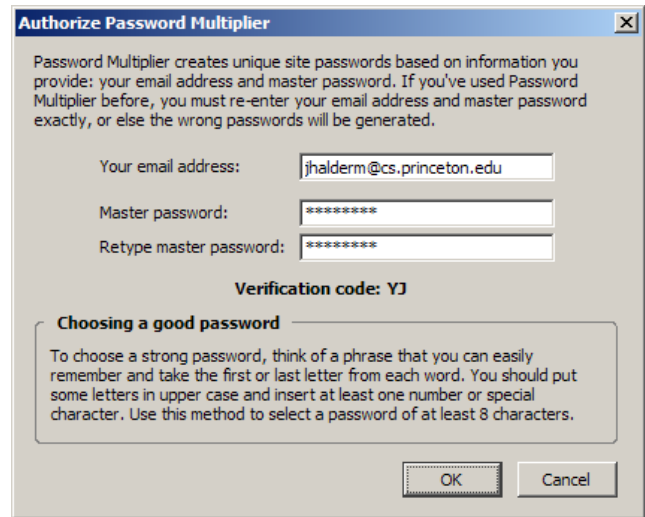 Authorize Password Multiplier
Password Multiplier creates unique site passwords based on information you
provide: your email address and master password. If you've used Password
Multiplier before, you must re-enter your email address and master password
exactly, or else the wrong passwords will be generated.
Your email address: jhalderm@cs.princeton.edu
Master password: ********
Retype master password: ********
Verification code: YJ
Choosing a good password
To choose a strong password, think of a phrase that you can easily
remember and take the first or last letter from each word. You should put
some letters in upper case and insert at least one number or special
character. Use this method to select a password of at least 8 characters.
OK Cancel